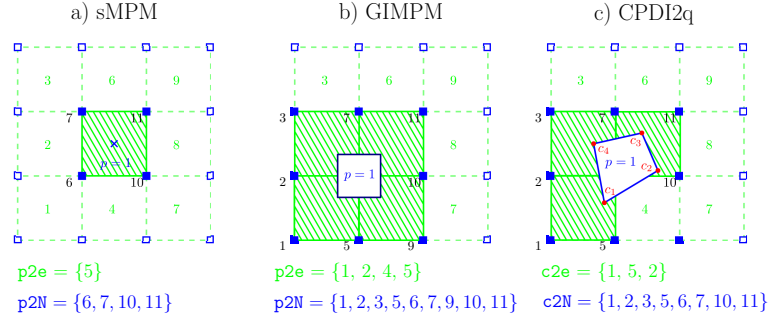 a) sMPM
b) GIMPM
c) CPDI2q
3 6 9
3 6
6 9
7 11
3 7 11
3 7 11
2 8
8
c₄ c₃
p = 1
p = 1
p = 1
c₂
8
6 10
2 10
2 10
c₁
1 4 7
7
4 7
1 5 9
1 5
p2e = {5}
p2e = {1, 2, 4, 5}
c2e = {1, 5, 2}
p2N = {6, 7, 10, 11}
p2N = {1, 2, 3, 5, 6, 7, 9, 10, 11}
c2N = {1, 2, 3, 5, 6, 7, 10, 11}